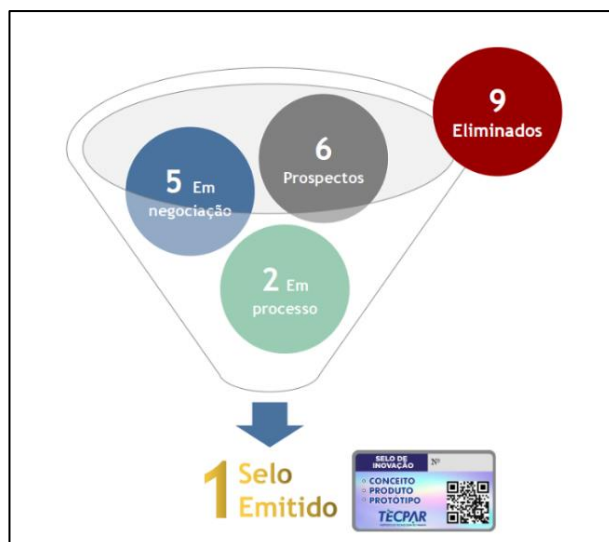 9
Eliminados
6
Prospectos
5 Em
negociação
2 Em
processo
1 Selo
Emitido
SELO DE
INOVAÇÃO
Nº
CONCEITO
PRODUTO
PROTÓTIPO
TECPAR